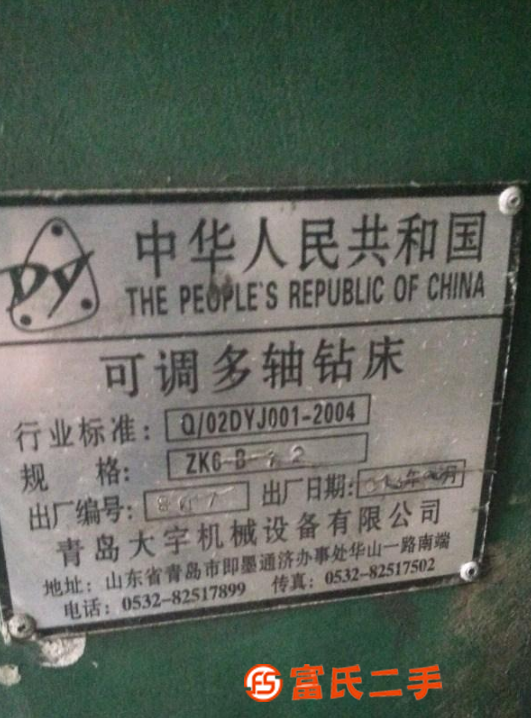 DY
中华人民共和国
THE PEOPLE'S REPUBLIC OF CHINA
可调多轴钻床
行业标准: Q/02DYJ001-2004
规 格: ZK6-B-
出厂编号: 出厂日期: 年 月
青岛大宇机械设备有限公司
地址: 山东省青岛市即墨通济办事处华山一路南端
电话: 0532-82517899 传真: 0532-82517502
FS 富氏二手